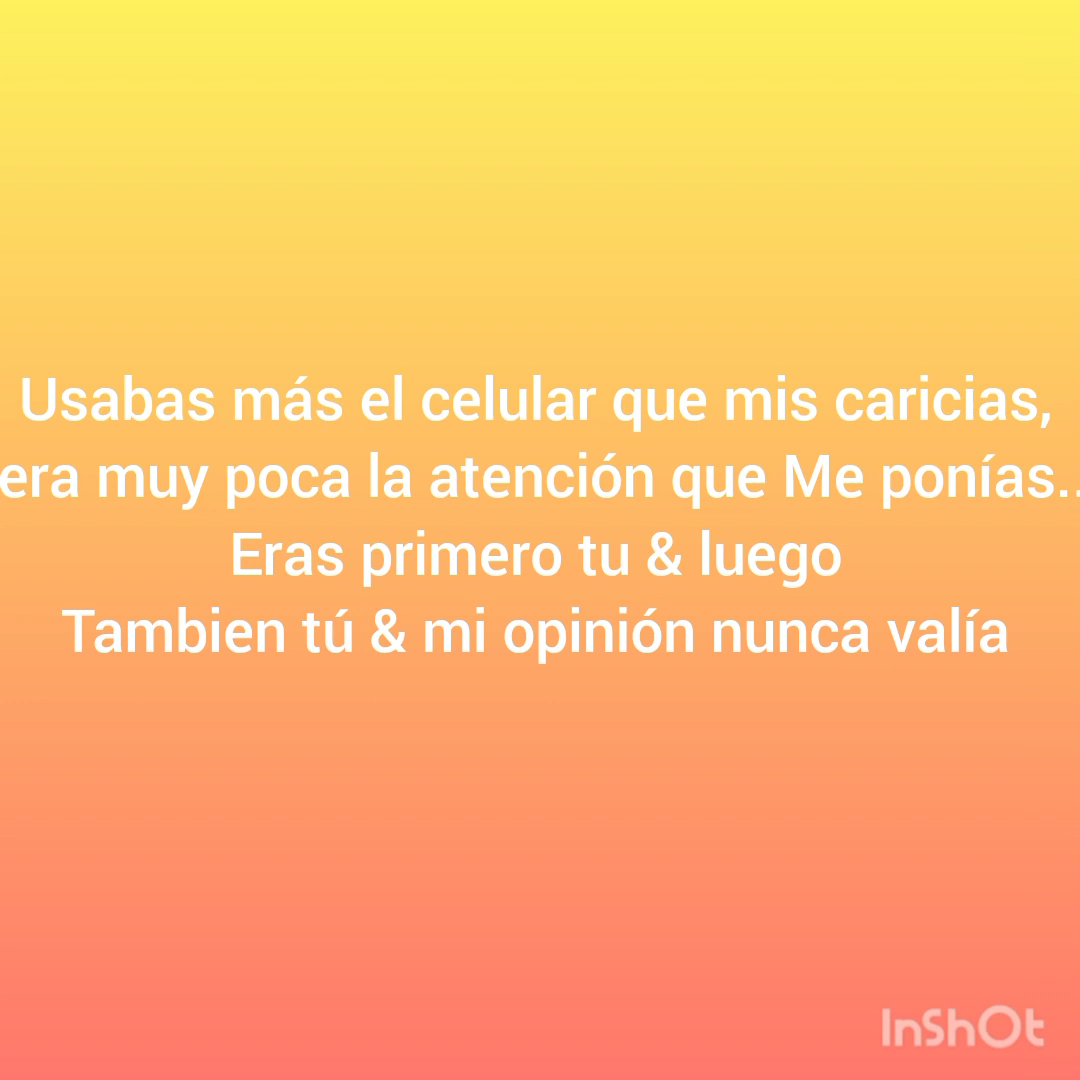 Usabas más el celular que mis caricias,
era muy poca la atención que Me ponías..
Eras primero tu & luego
Tambien tú & mi opinión nunca valía
InShOt